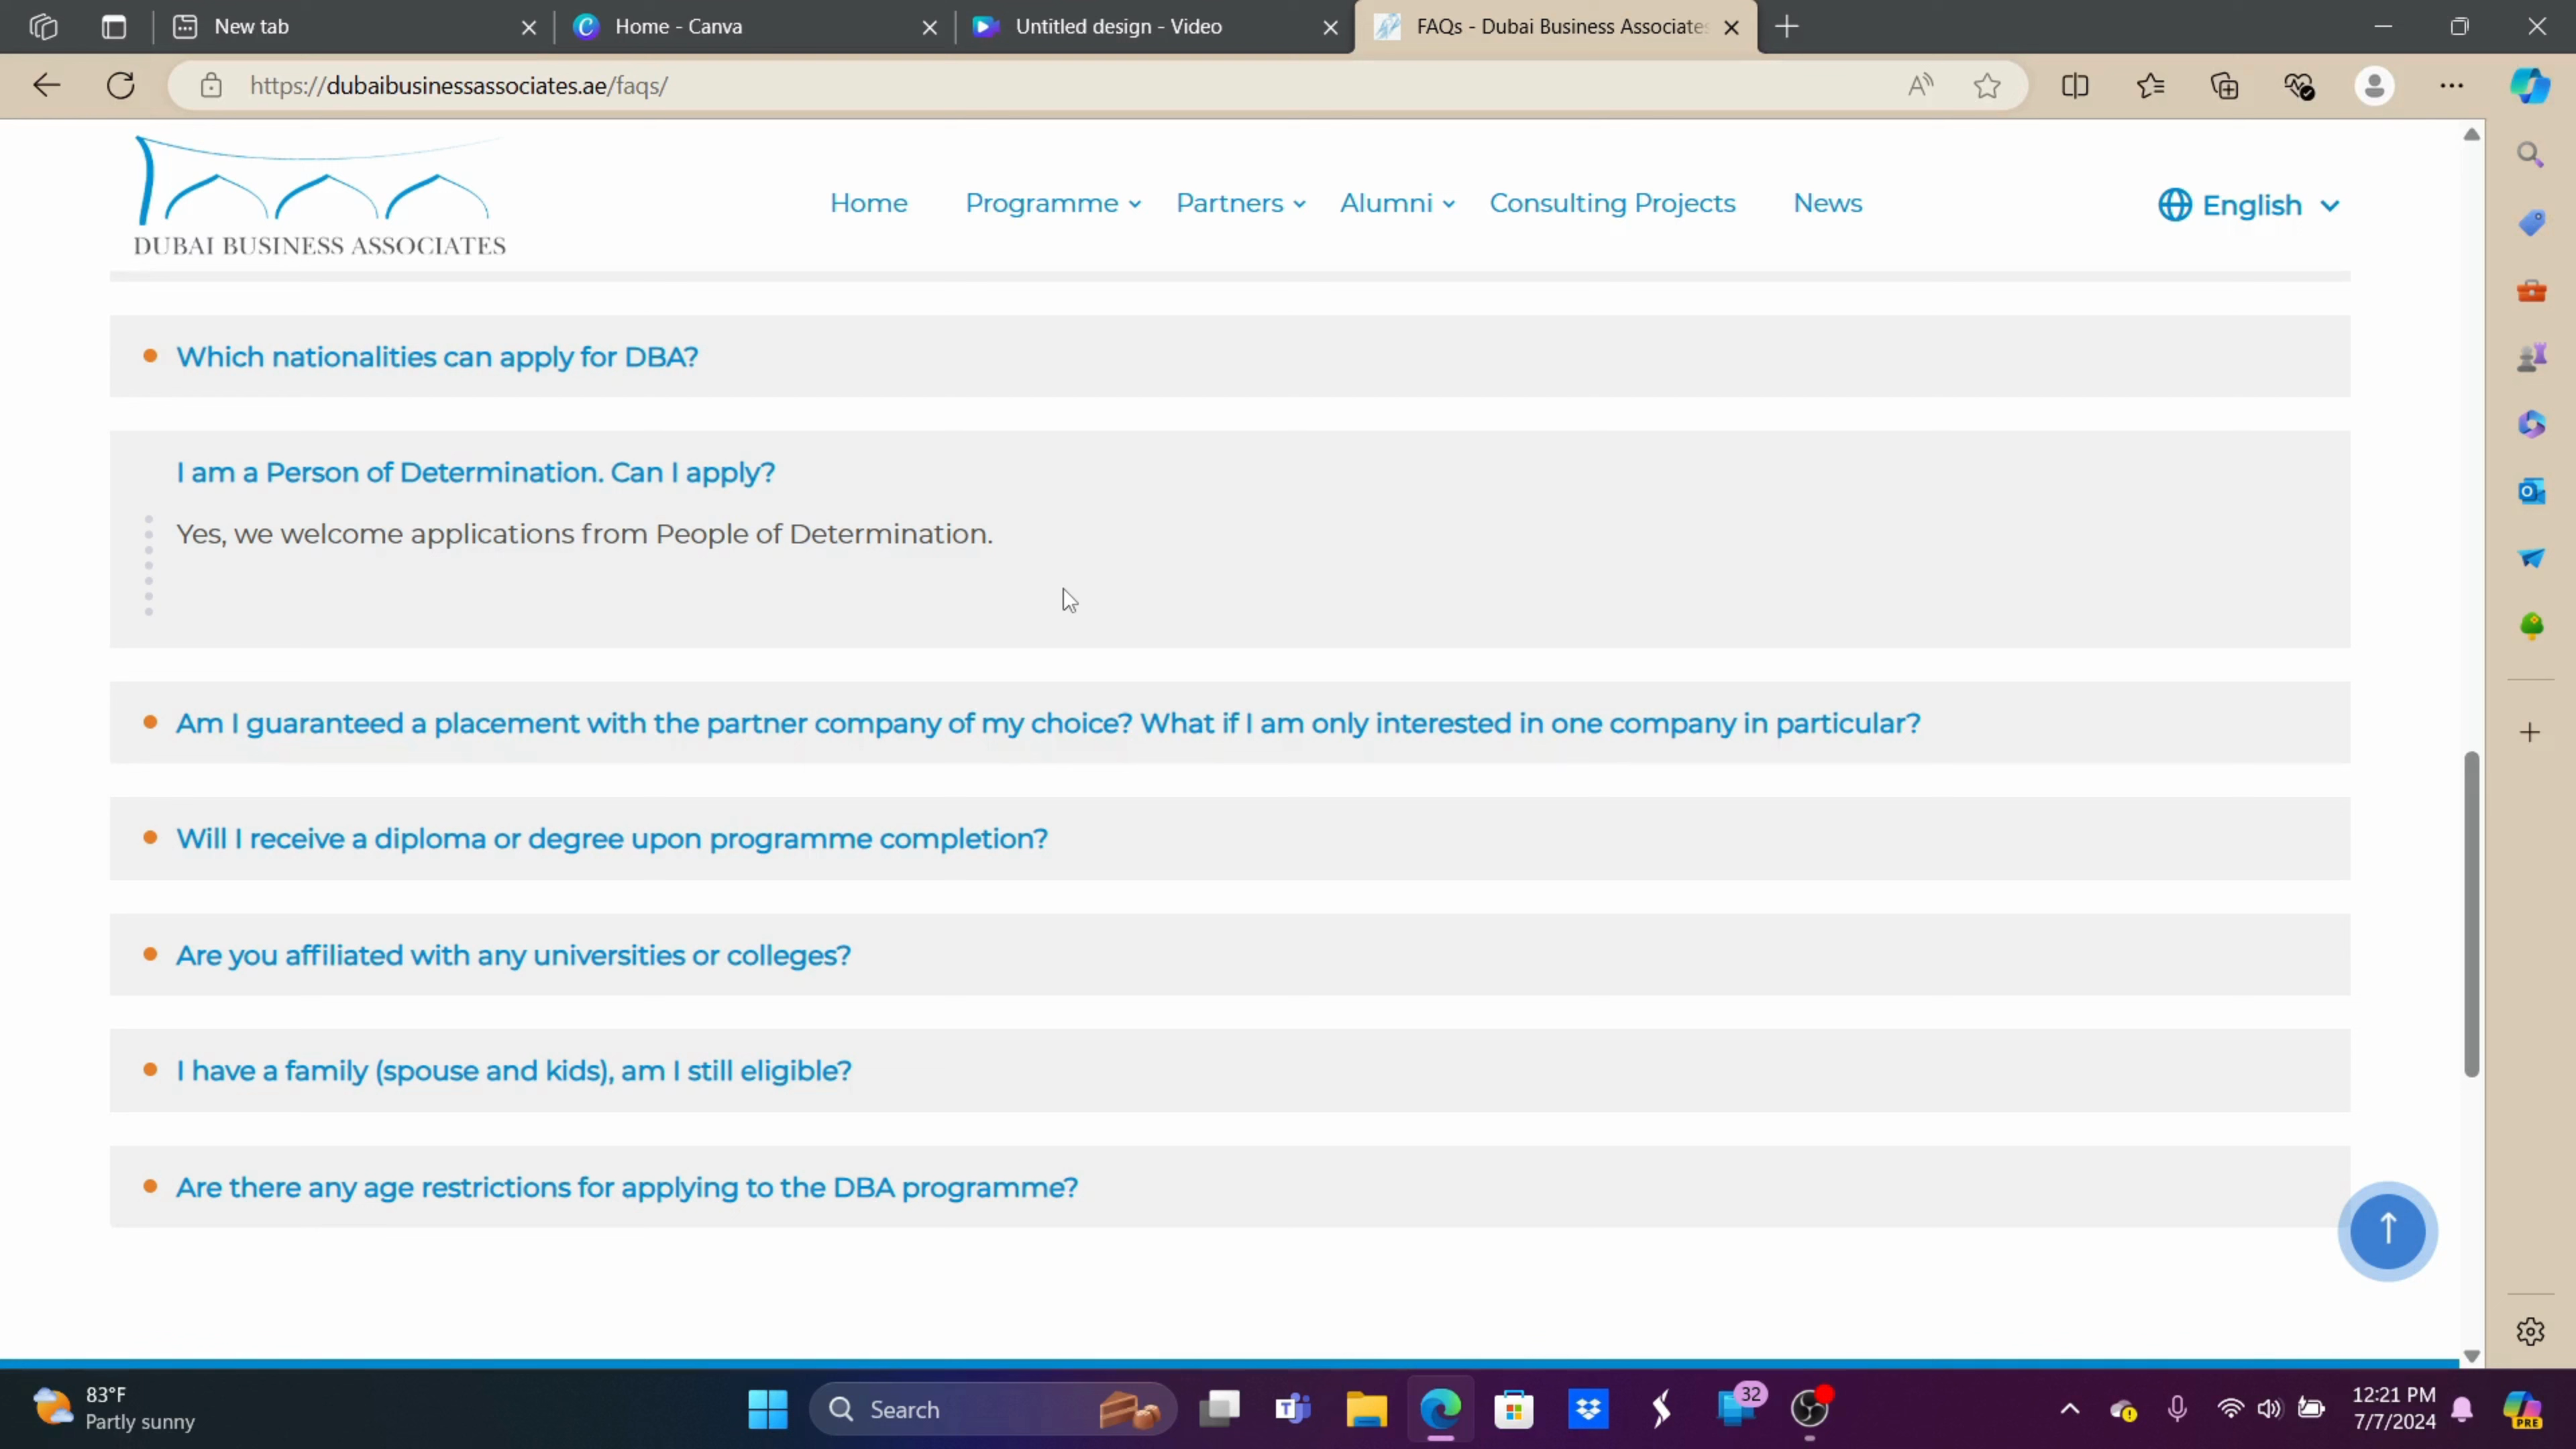 New tab
Home - Canva
Untitled design - Video
FAQs - Dubai Business Associates
https://dubaibusinessassociates.ae/faqs/
DUBAI BUSINESS ASSOCIATES
Home
Programme
Partners
Alumni
Consulting Projects
News
English
Which nationalities can apply for DBA?
I am a Person of Determination. Can I apply?
Yes, we welcome applications from People of Determination.
Am I guaranteed a placement with the partner company of my choice? What if I am only interested in one company in particular?
Will I receive a diploma or degree upon programme completion?
Are you affiliated with any universities or colleges?
I have a family (spouse and kids), am I still eligible?
Are there any age restrictions for applying to the DBA programme?
83°F
Partly sunny
Search
32
12:21 PM
7/7/2024
PRE